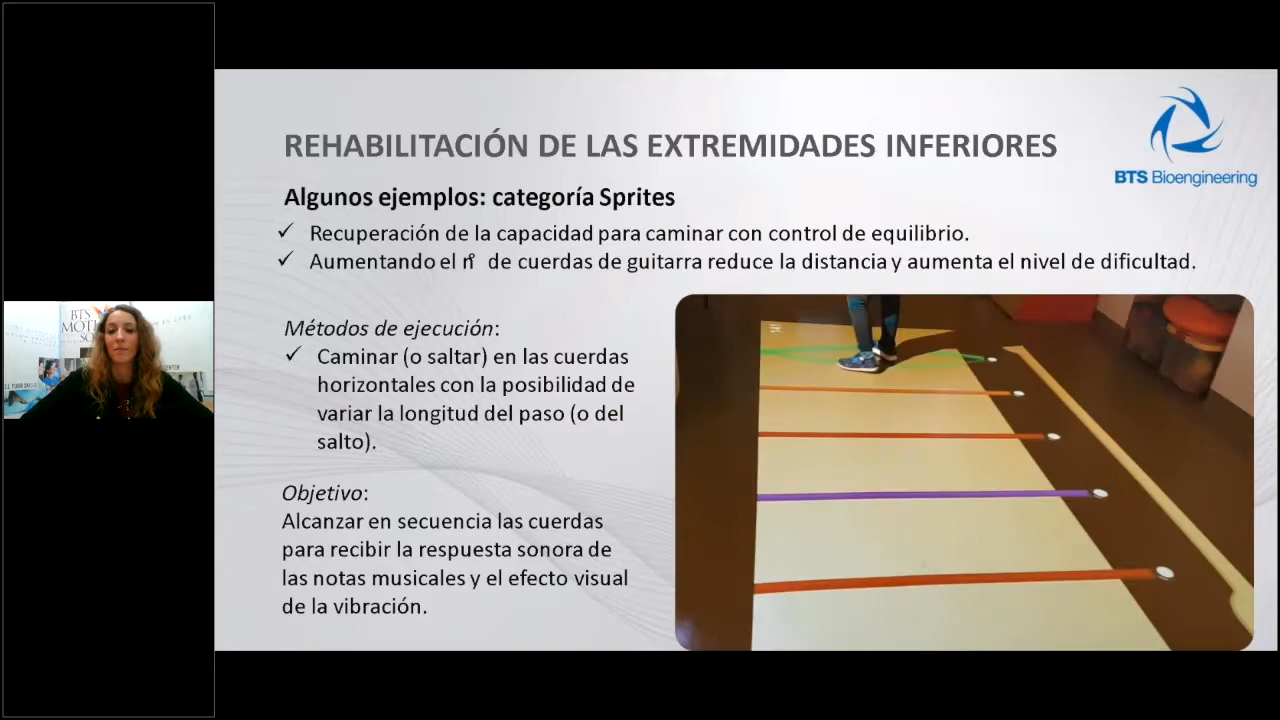 REHABILITACIÓN DE LAS EXTREMIDADES INFERIORES
BTS Bioengineering
Algunos ejemplos: categoría Sprites
✓ Recuperación de la capacidad para caminar con control de equilibrio.
✓ Aumentando el n° de cuerdas de guitarra reduce la distancia y aumenta el nivel de dificultad.
Métodos de ejecución:
✓ Caminar (o saltar) en las cuerdas
horizontales con la posibilidad de
variar la longitud del paso (o del
salto).
Objetivo:
Alcanzar en secuencia las cuerdas
para recibir la respuesta sonora de
las notas musicales y el efecto visual
de la vibración.
BTS